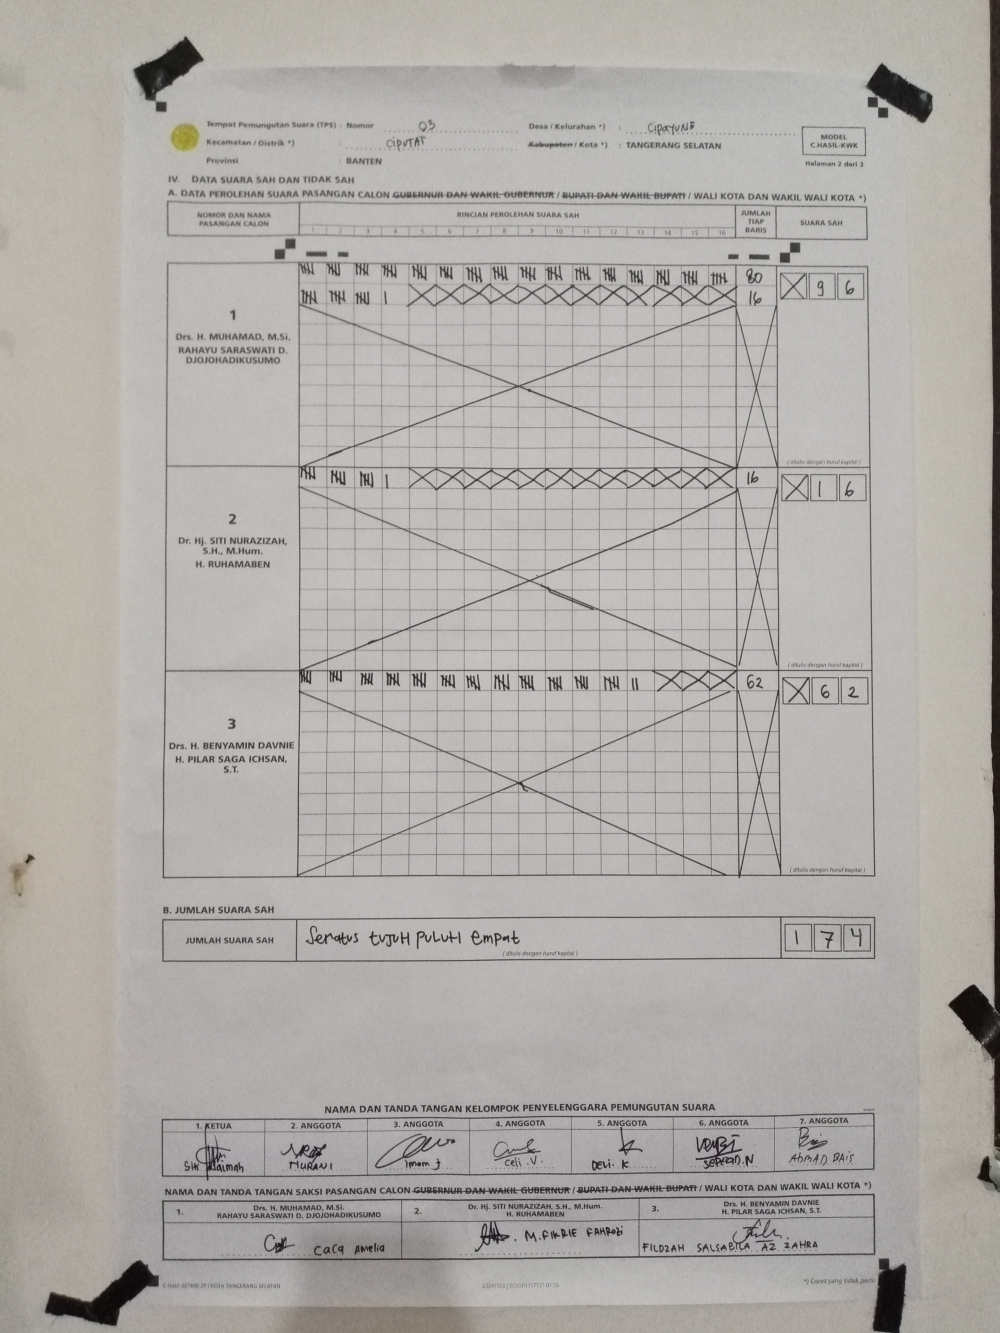 Tempat Pemungutan Suara (TPS) : Nomor 03 Desa / Kelurahan *) : CIPAYUNG
Kecamatan / Distrik *) : CIPUTAT Kabupaten / Kota *) : TANGERANG SELATAN
Provinsi : BANTEN
MODEL
C.HASIL-KWK
Halaman 2 dari 3
IV. DATA SUARA SAH DAN TIDAK SAH
A. DATA PEROLEHAN SUARA PASANGAN CALON GUBERNUR DAN WAKIL GUBERNUR / BUPATI DAN WAKIL BUPATI / WALI KOTA DAN WAKIL WALI KOTA *)
NOMOR DAN NAMA
PASANGAN CALON
RINCIAN PEROLEHAN SUARA SAH
1 2 3 4 5 6 7 8 9 10 11 12 13 14 15 16
JUMLAH
TIAP
BARIS
SUARA SAH
1
Drs. H. MUHAMAD, M.Si.
RAHAYU SARASWATI D.
DJOJOHADIKUSUMO
80
16
X 9 6
(ditulis dengan huruf kapital)
2
Dr. Hj. SITI NURAZIZAH,
S.H., M.Hum.
H. RUHAMABEN
16
X 1 6
(ditulis dengan huruf kapital)
3
Drs. H. BENYAMIN DAVNIE
H. PILAR SAGA ICHSAN,
S.T.
62
X 6 2
(ditulis dengan huruf kapital)
B. JUMLAH SUARA SAH
JUMLAH SUARA SAH
Seratus tujuH puluH empat
(ditulis dengan huruf kapital)
1 7 4
NAMA DAN TANDA TANGAN KELOMPOK PENYELENGGARA PEMUNGUTAN SUARA
1. KETUA 2. ANGGOTA 3. ANGGOTA 4. ANGGOTA 5. ANGGOTA 6. ANGGOTA 7. ANGGOTA
Siti NURANI Imam J Celi .V. DELI. K AHMAD BAIS
NAMA DAN TANDA TANGAN SAKSI PASANGAN CALON GUBERNUR DAN WAKIL GUBERNUR / BUPATI DAN WAKIL BUPATI / WALI KOTA DAN WAKIL WALI KOTA *)
1. Drs. H. MUHAMAD, M.Si.
RAHAYU SARASWATI D. DJOJOHADIKUSUMO
Caca Amelia
2. Dr. Hj. SITI NURAZIZAH, S.H., M.Hum.
H. RUHAMABEN
M. FIKRIE FAHROZI
3. Drs. H. BENYAMIN DAVNIE
H. PILAR SAGA ICHSAN, S.T.
FILDZAH SALSABILA AZ ZAHRA
*) Coret yang tidak perlu